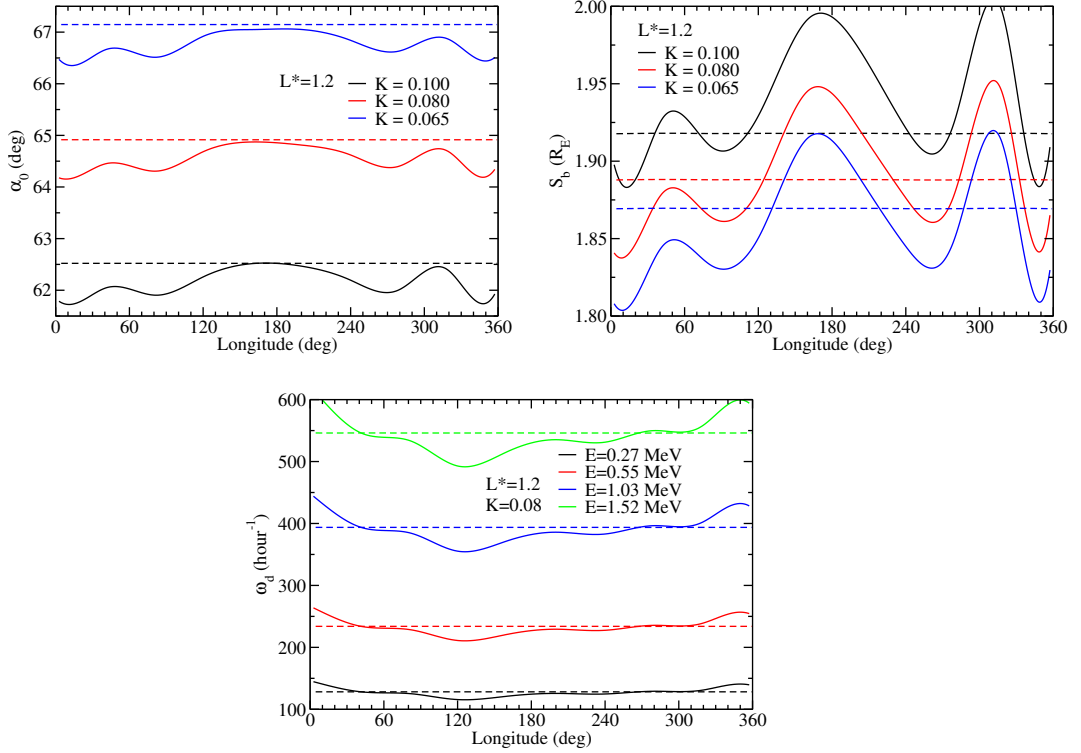 67
66
65
64
63
62
α_0 (deg)
L*=1.2
K = 0.100
K = 0.080
K = 0.065
0 60 120 180 240 300 360
Longitude (deg)
2.00
1.95
1.90
1.85
1.80
S_b (R_E)
L*=1.2
K = 0.100
K = 0.080
K = 0.065
0 60 120 180 240 300 360
Longitude (deg)
600
500
400
300
200
100
ω_d (hour^-1)
E=0.27 MeV
E=0.55 MeV
E=1.03 MeV
E=1.52 MeV
L*=1.2
K=0.08
0 60 120 180 240 300 360
Longitude (deg)